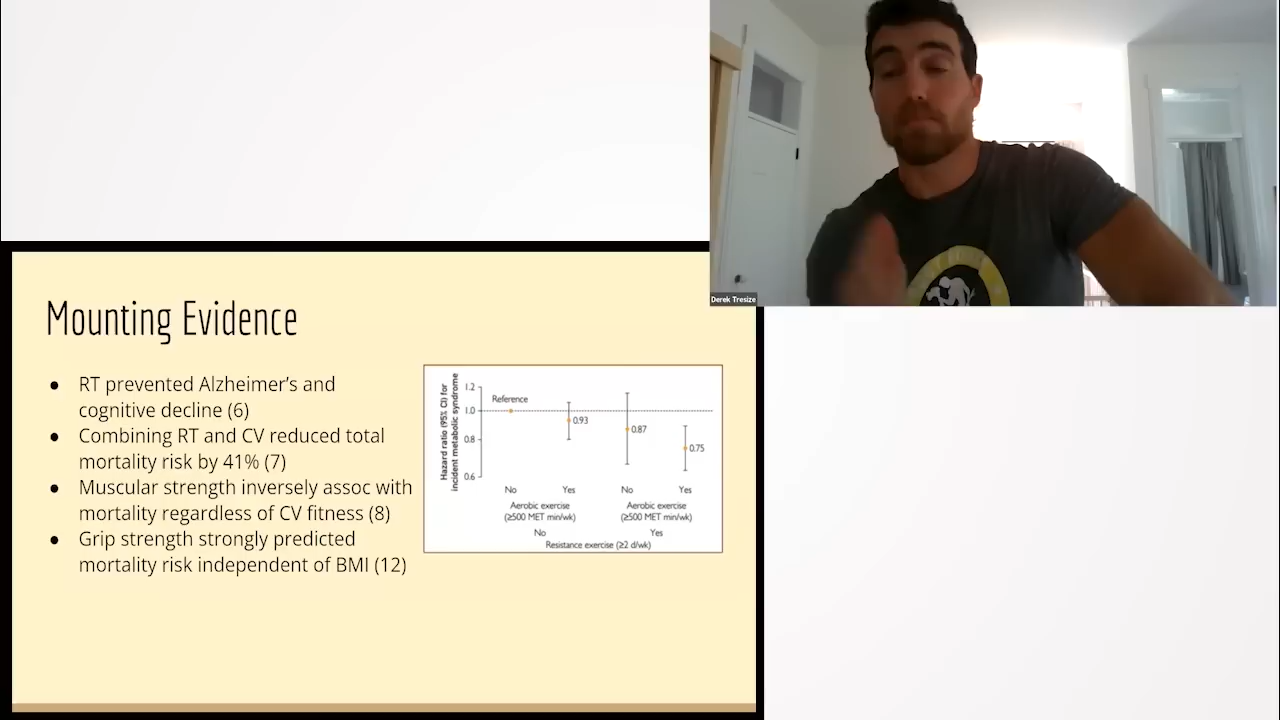 Derek Tresize
Mounting Evidence
● RT prevented Alzheimer's and
cognitive decline (6)
● Combining RT and CV reduced total
mortality risk by 41% (7)
● Muscular strength inversely assoc with
mortality regardless of CV fitness (8)
● Grip strength strongly predicted
mortality risk independent of BMI (12)
Hazard ratio (95% CI) for
incident metabolic syndrome
1.2
1.0
0.8
0.6
Reference
0.93
0.87
0.75
No Yes No Yes
Aerobic exercise Aerobic exercise
(≥500 MET min/wk) (≥500 MET min/wk)
No Yes
Resistance exercise (≥2 d/wk)